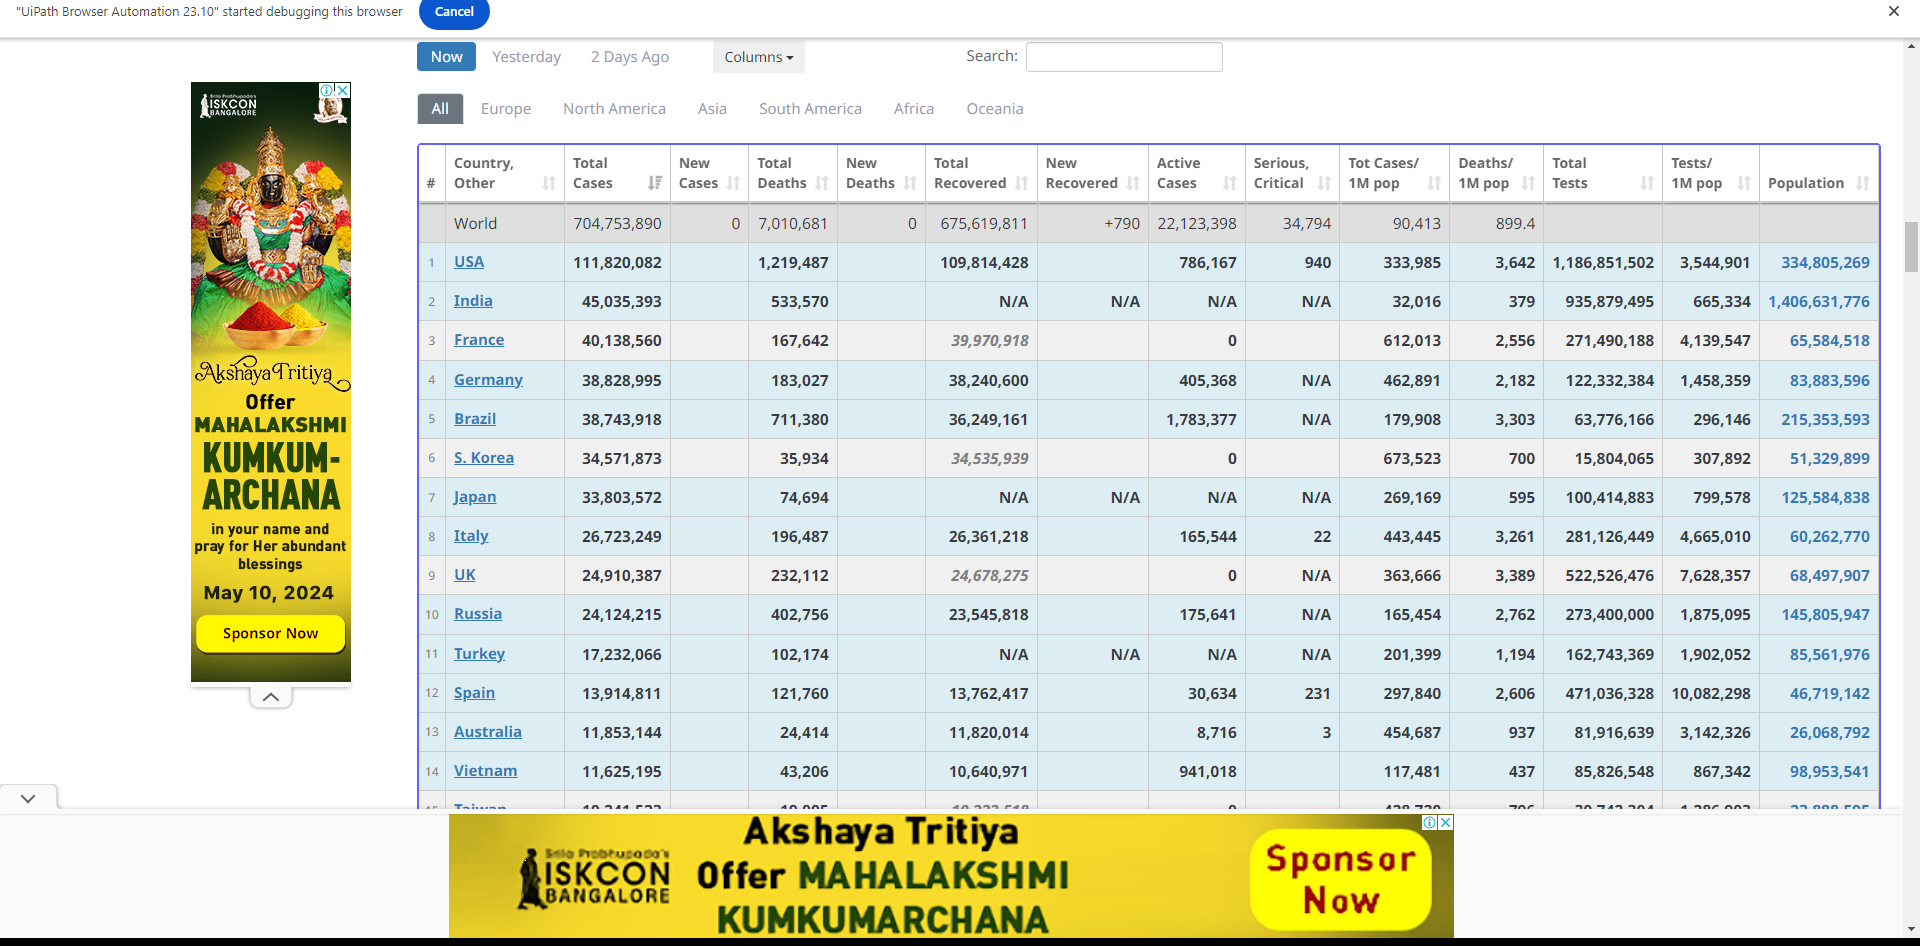 "UiPath Browser Automation 23.10" started debugging this browser Cancel
Now Yesterday 2 Days Ago Columns Search:
All Europe North America Asia South America Africa Oceania
# Country, Other Total Cases New Cases Total Deaths New Deaths Total Recovered New Recovered Active Cases Serious, Critical Tot Cases/ 1M pop Deaths/ 1M pop Total Tests Tests/ 1M pop Population
World 704,753,890 0 7,010,681 0 675,619,811 +790 22,123,398 34,794 90,413 899.4
1 USA 111,820,082 1,219,487 109,814,428 786,167 940 333,985 3,642 1,186,851,502 3,544,901 334,805,269
2 India 45,035,393 533,570 N/A N/A N/A N/A 32,016 379 935,879,495 665,334 1,406,631,776
3 France 40,138,560 167,642 39,970,918 0 612,013 2,556 271,490,188 4,139,547 65,584,518
4 Germany 38,828,995 183,027 38,240,600 405,368 N/A 462,891 2,182 122,332,384 1,458,359 83,883,596
5 Brazil 38,743,918 711,380 36,249,161 1,783,377 N/A 179,908 3,303 63,776,166 296,146 215,353,593
6 S. Korea 34,571,873 35,934 34,535,939 0 673,523 700 15,804,065 307,892 51,329,899
7 Japan 33,803,572 74,694 N/A N/A N/A N/A 269,169 595 100,414,883 799,578 125,584,838
8 Italy 26,723,249 196,487 26,361,218 165,544 22 443,445 3,261 281,126,449 4,665,010 60,262,770
9 UK 24,910,387 232,112 24,678,275 0 N/A 363,666 3,389 522,526,476 7,628,357 68,497,907
10 Russia 24,124,215 402,756 23,545,818 175,641 N/A 165,454 2,762 273,400,000 1,875,095 145,805,947
11 Turkey 17,232,066 102,174 N/A N/A N/A N/A 201,399 1,194 162,743,369 1,902,052 85,561,976
12 Spain 13,914,811 121,760 13,762,417 30,634 231 297,840 2,606 471,036,328 10,082,298 46,719,142
13 Australia 11,853,144 24,414 11,820,014 8,716 3 454,687 937 81,916,639 3,142,326 26,068,792
14 Vietnam 11,625,195 43,206 10,640,971 941,018 117,481 437 85,826,548 867,342 98,953,541
Srila Prabhupada's
ISKCON
BANGALORE
Akshaya Tritiya
Offer
MAHALAKSHMI
KUMKUM-
ARCHANA
in your name and
pray for Her abundant
blessings
May 10, 2024
Sponsor Now
Srila Prabhupada's
ISKCON
BANGALORE
Akshaya Tritiya
Offer MAHALAKSHMI
KUMKUMARCHANA
Sponsor
Now